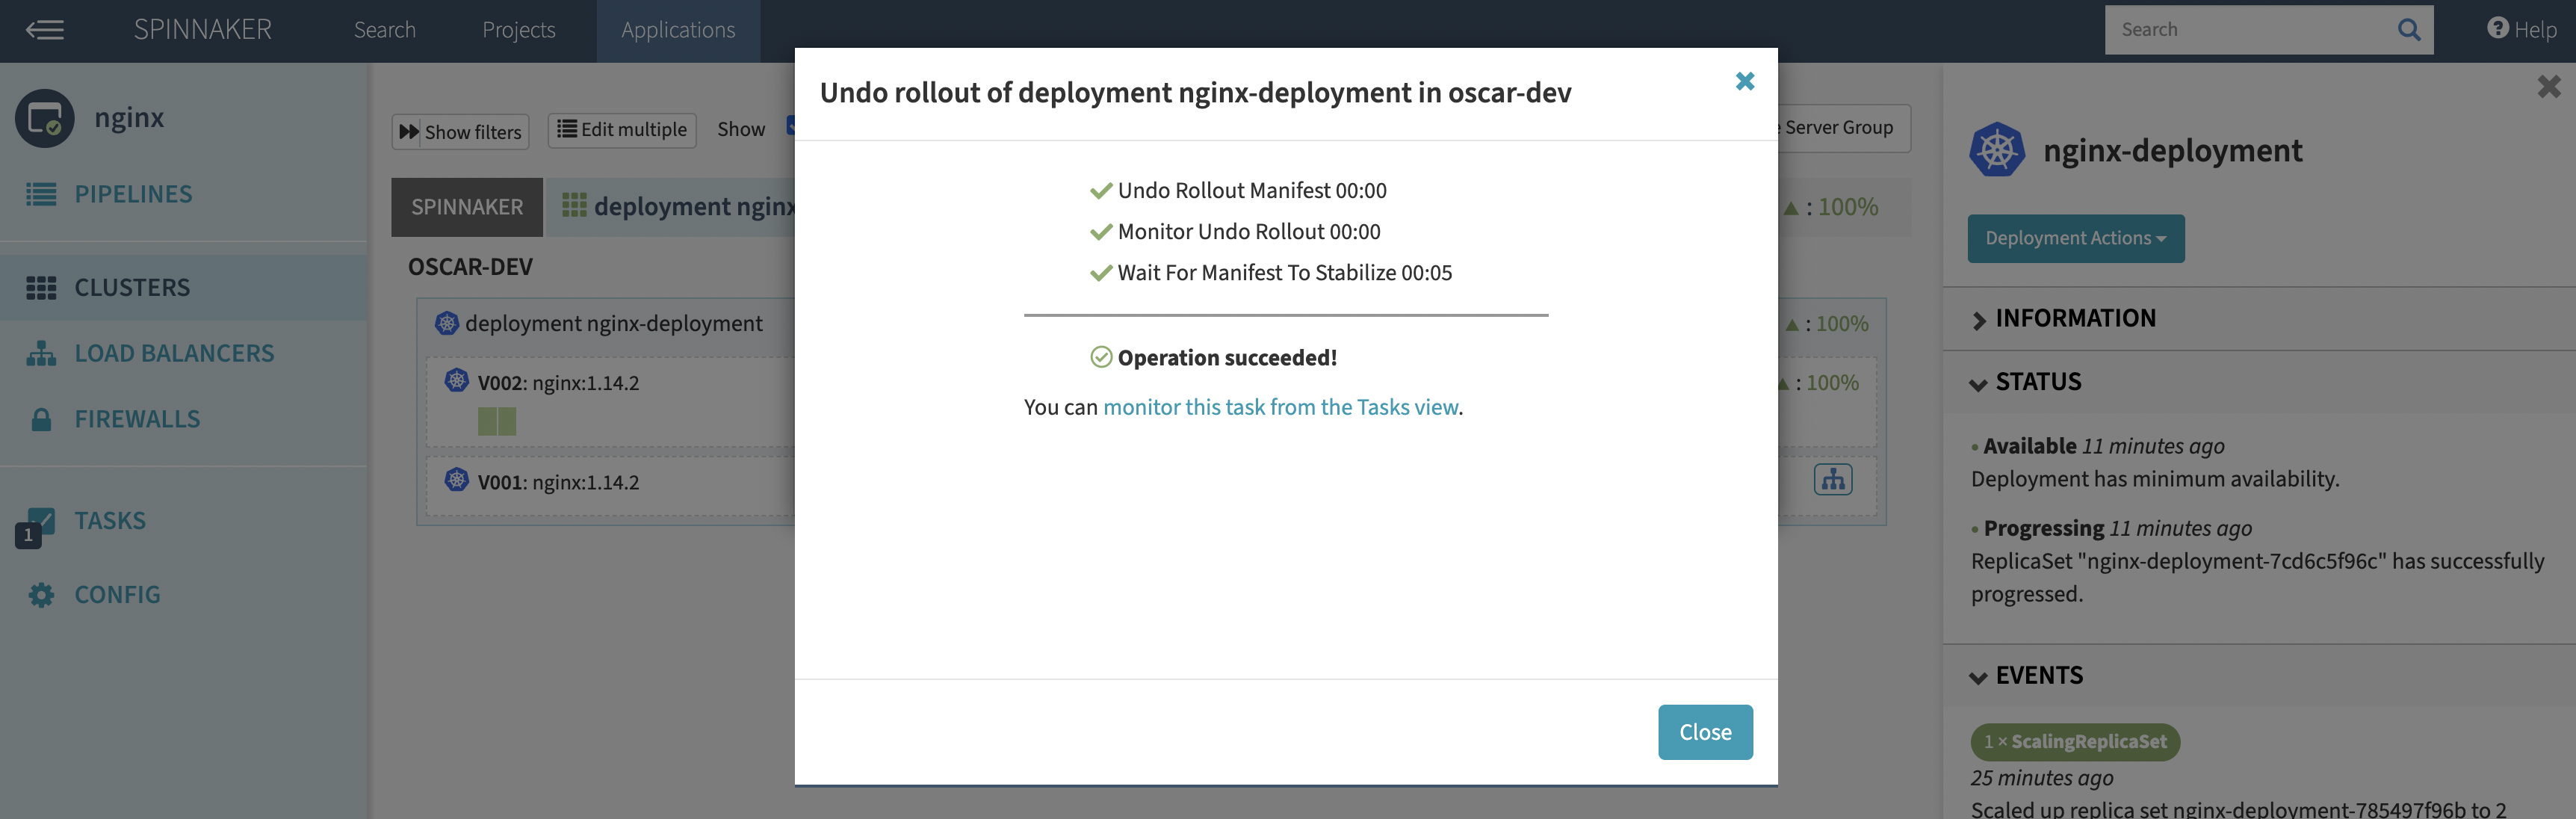 SPINNAKER
Search
Projects
Applications
Search
Help
nginx
PIPELINES
CLUSTERS
LOAD BALANCERS
FIREWALLS
TASKS
1
CONFIG
Show filters
Edit multiple
Show
Server Group
SPINNAKER
deployment nginx
: 100%
OSCAR-DEV
deployment nginx-deployment
: 100%
V002: nginx:1.14.2
: 100%
V001: nginx:1.14.2
Undo rollout of deployment nginx-deployment in oscar-dev
Undo Rollout Manifest 00:00
Monitor Undo Rollout 00:00
Wait For Manifest To Stabilize 00:05
Operation succeeded!
You can monitor this task from the Tasks view.
Close
nginx-deployment
Deployment Actions
INFORMATION
STATUS
• Available 11 minutes ago
Deployment has minimum availability.
• Progressing 11 minutes ago
ReplicaSet "nginx-deployment-7cd6c5f96c" has successfully
progressed.
EVENTS
1 × ScalingReplicaSet
25 minutes ago
Scaled up replica set nginx-deployment-785497f96b to 2